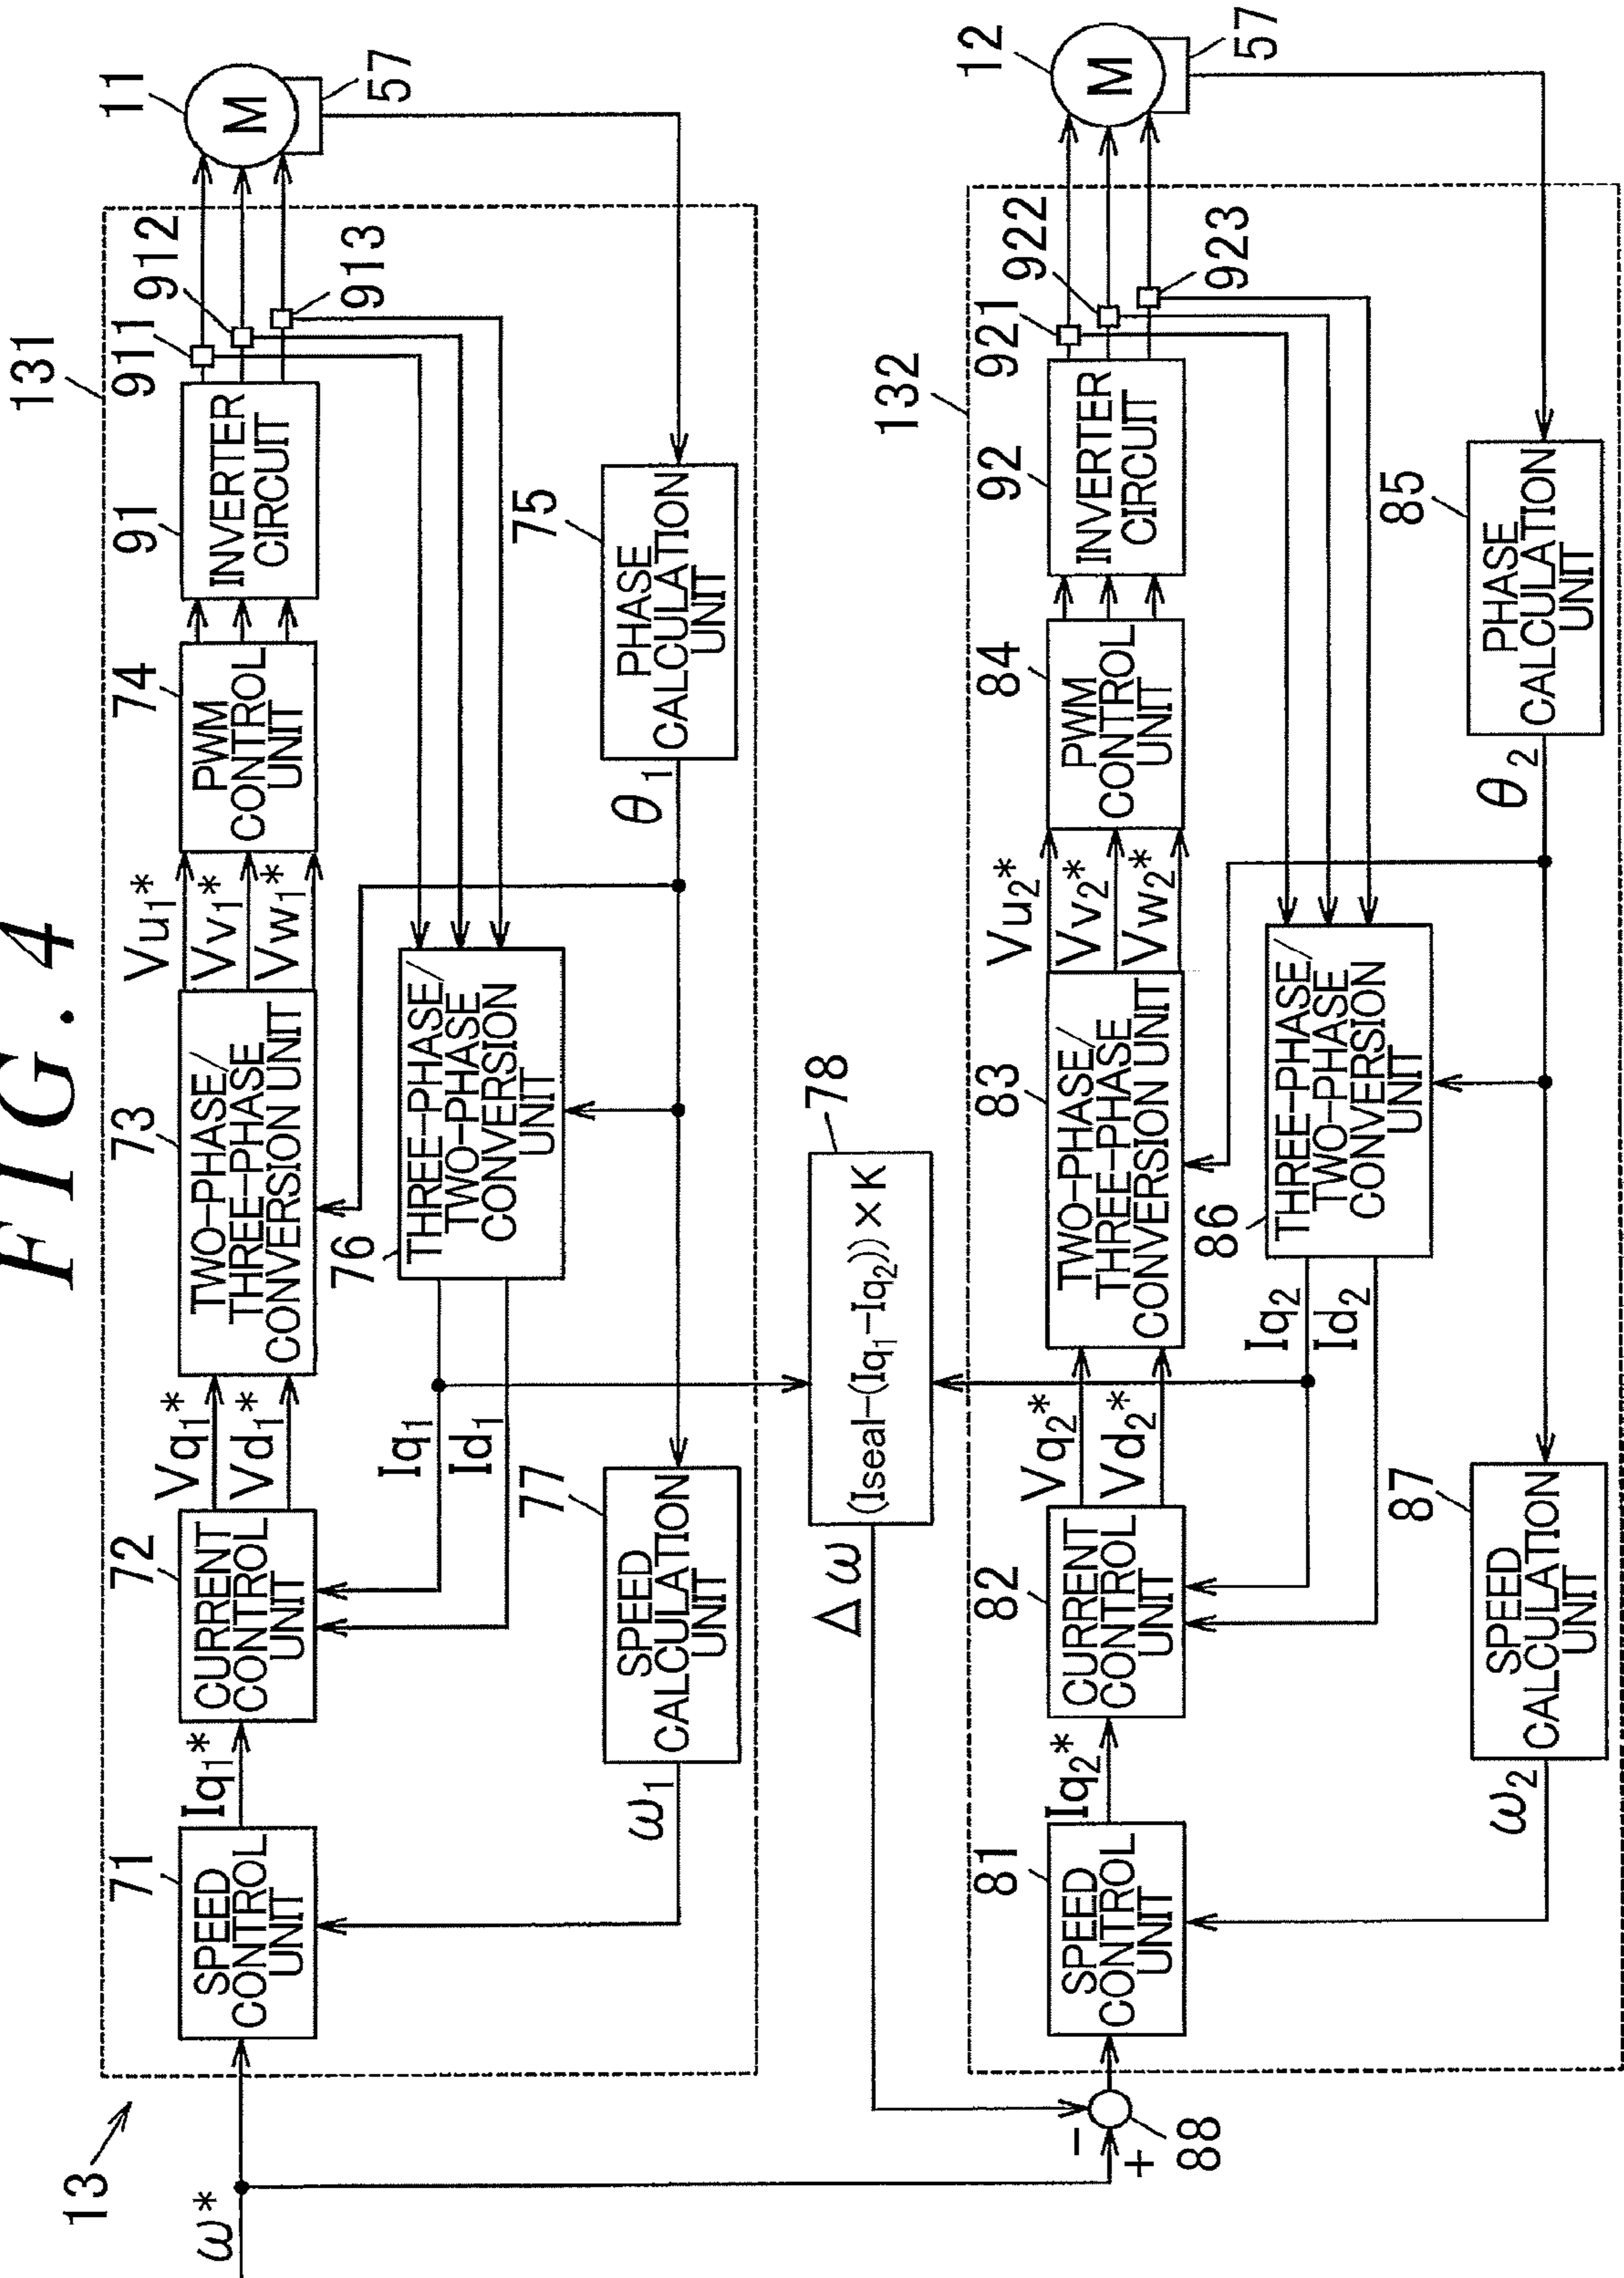 FIG. 4
13
131
ω*
71
SPEED
CONTROL
UNIT
Iq1*
72
CURRENT
CONTROL
UNIT
Vq1*
Vd1*
73
TWO-PHASE/
THREE-PHASE
CONVERSION UNIT
Vu1*
Vv1*
Vw1*
74
PWM
CONTROL
UNIT
91
INVERTER
CIRCUIT
911
912
913
11
M
57
Iq1
Id1
76
THREE-PHASE/
TWO-PHASE
CONVERSION
UNIT
ω1
77
SPEED
CALCULATION
UNIT
θ1
75
PHASE
CALCULATION
UNIT
Δω
78
(Iseal-(Iq1-Iq2))×K
132
-
+
88
81
SPEED
CONTROL
UNIT
Iq2*
82
CURRENT
CONTROL
UNIT
Vq2*
Vd2*
83
TWO-PHASE/
THREE-PHASE
CONVERSION UNIT
Vu2*
Vv2*
Vw2*
84
PWM
CONTROL
UNIT
92
INVERTER
CIRCUIT
921
922
923
12
M
57
Iq2
Id2
86
THREE-PHASE/
TWO-PHASE
CONVERSION
UNIT
ω2
87
SPEED
CALCULATION
UNIT
θ2
85
PHASE
CALCULATION
UNIT